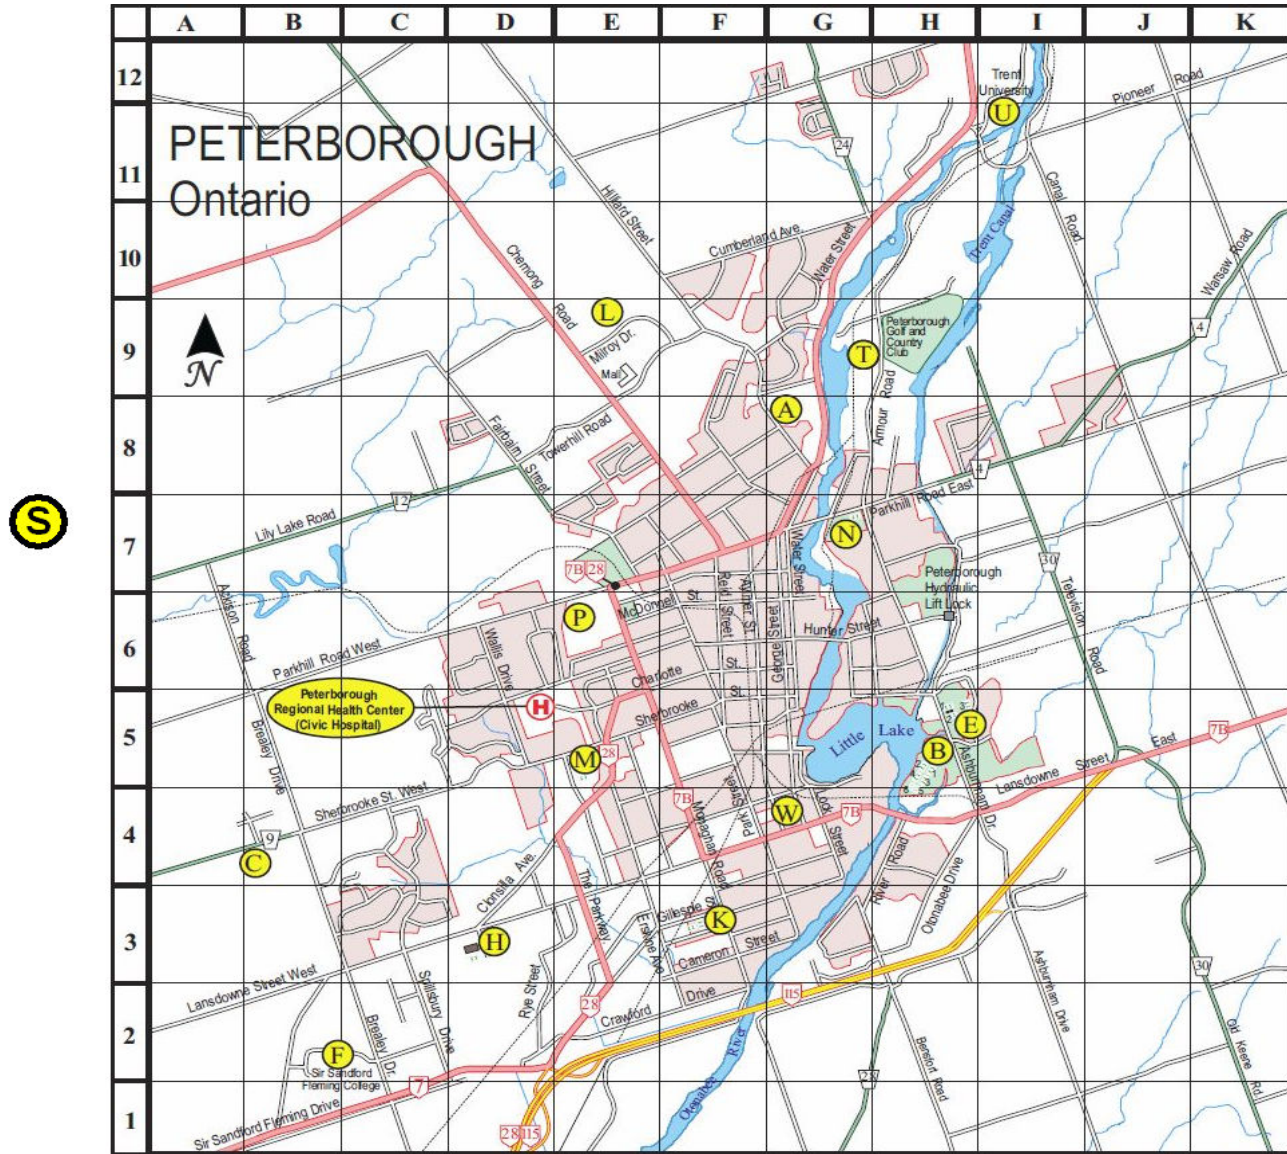 A B C D E F G H I J K
12
11
10
9
8
7
6
5
4
3
2
1
PETERBOROUGH
Ontario
N
S
Trent
University
U
Pioneer Road
24
Hilliard Street
Canal Road
Cumberland Ave.
Water Street
Trent Canal
Warsaw Road
Chemong Road
L
Milroy Dr.
Mall
T
Peterborough
Golf and
Country
Club
4
A
Armour Road
Fairbairn Street
Towerhill Road
4
Parkhill Road East
12
Lily Lake Road
N
7B 28
Water Street
30
Peterborough
Hydraulic
Lift Lock
Television Road
Ackison Road
P
McDonnel St.
Reid Street
Aylmer St.
George Street
Hunter Street
Wallis Drive
Parkhill Road West
Charlotte St.
Sherbrooke St.
Peterborough
Regional Health Center
(Civic Hospital)
H
Little Lake
E
B
Brealey Drive
M
28
7B
Ashburnham Dr.
Lansdowne Street East
7B
Sherbrooke St. West
9
C
Park Street
Monaghan Road
W
Lock Street
7B
River Road
Otonabee Drive
Clonsilla Ave.
The Parkway
Erskine Ave.
Gillespie St.
K
Cameron Street
H
Lansdowne Street West
Spillsbury Drive
Rye Street
28
Crawford Drive
115
30
Ashburnham Drive
Old Keene Rd.
Brealey Dr.
F
Sir Sandford
Fleming College
7
Sir Sandford Fleming Drive
28 115
Otonabee River
28
Bensfort Road